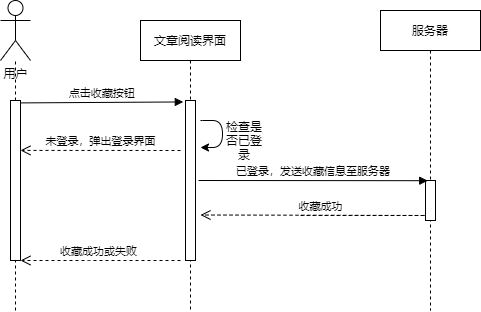 文章阅读界面
服务器
用户
点击收藏按钮
检查是
否已登
录
未登录，弹出登录界面
已登录，发送收藏信息至服务器
收藏成功
收藏成功或失败